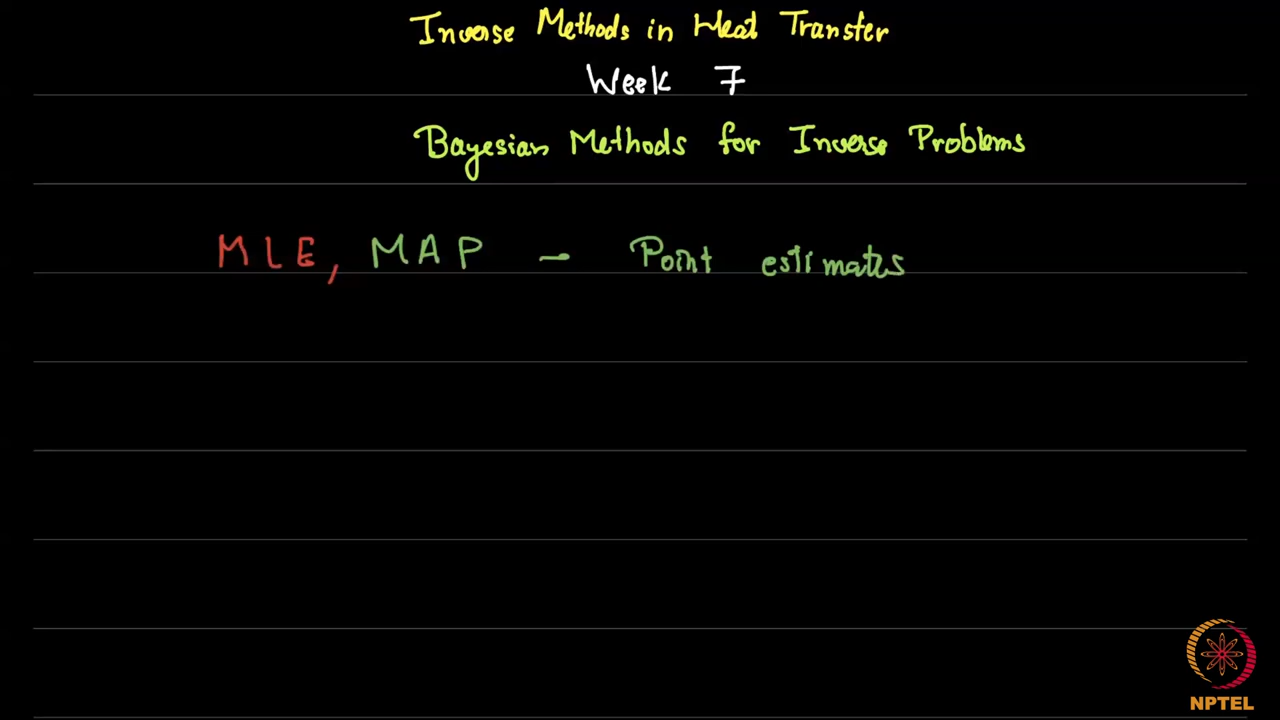 Inverse Methods in Heat Transfer
Week 7
Bayesian Methods for Inverse Problems
MLE, MAP - Point estimates
NPTEL